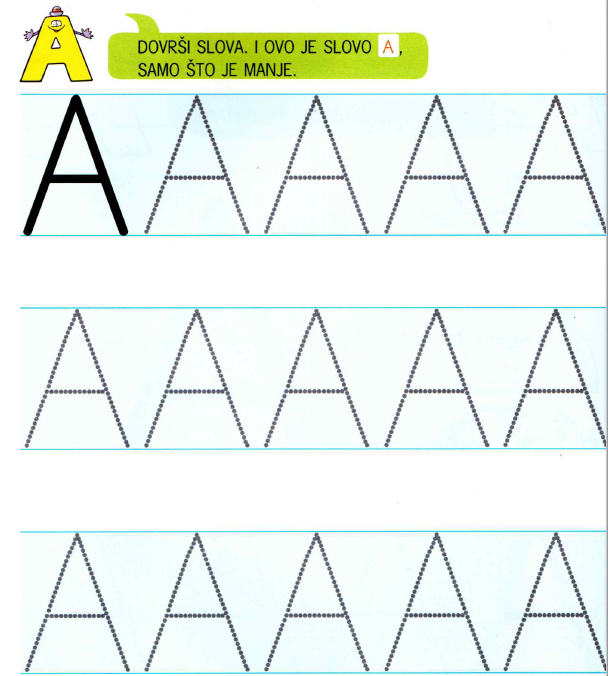 A
DOVRŠI SLOVA. I OVO JE SLOVO A,
SAMO ŠTO JE MANJE.
A A A A A
A A A A A
A A A A A